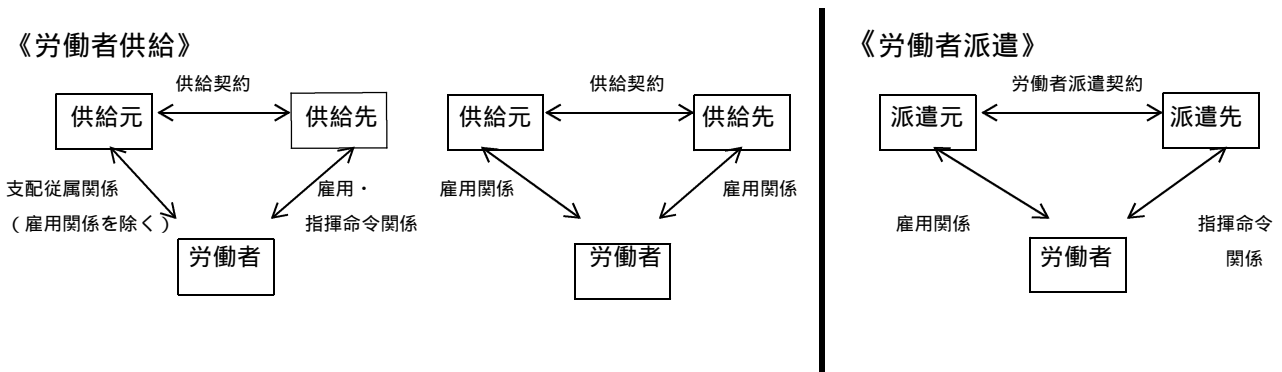 《労働者供給》
供給契約
供給元
供給先
支配従属関係
(雇用関係を除く)
雇用・
指揮命令関係
労働者
供給契約
供給元
供給先
雇用関係
雇用関係
労働者
《労働者派遣》
労働者派遣契約
派遣元
派遣先
雇用関係
指揮命令
関係
労働者